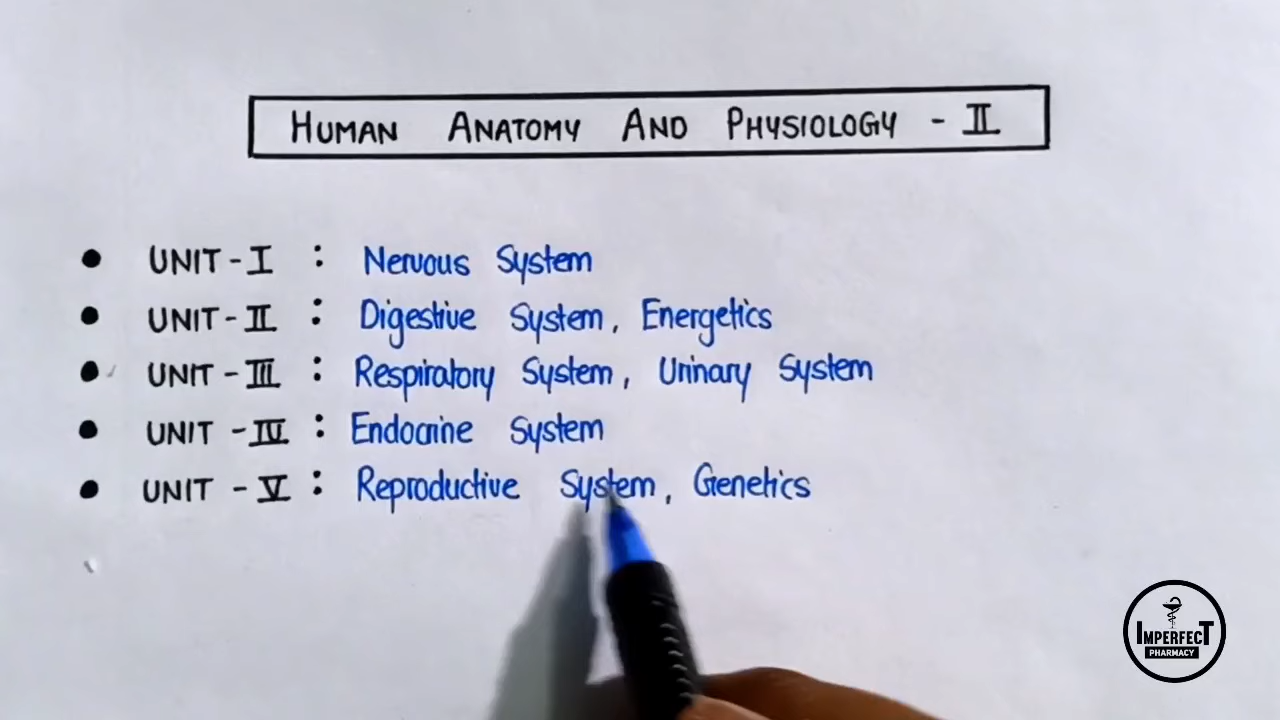 HUMAN ANATOMY AND PHYSIOLOGY - II
• UNIT - I : Nervous System
• UNIT - II : Digestive System, Energetics
• UNIT - III : Respiratory System, Urinary System
• UNIT - IV : Endocrine System
• UNIT - V : Reproductive System, Genetics
IMPERFECT
PHARMACY